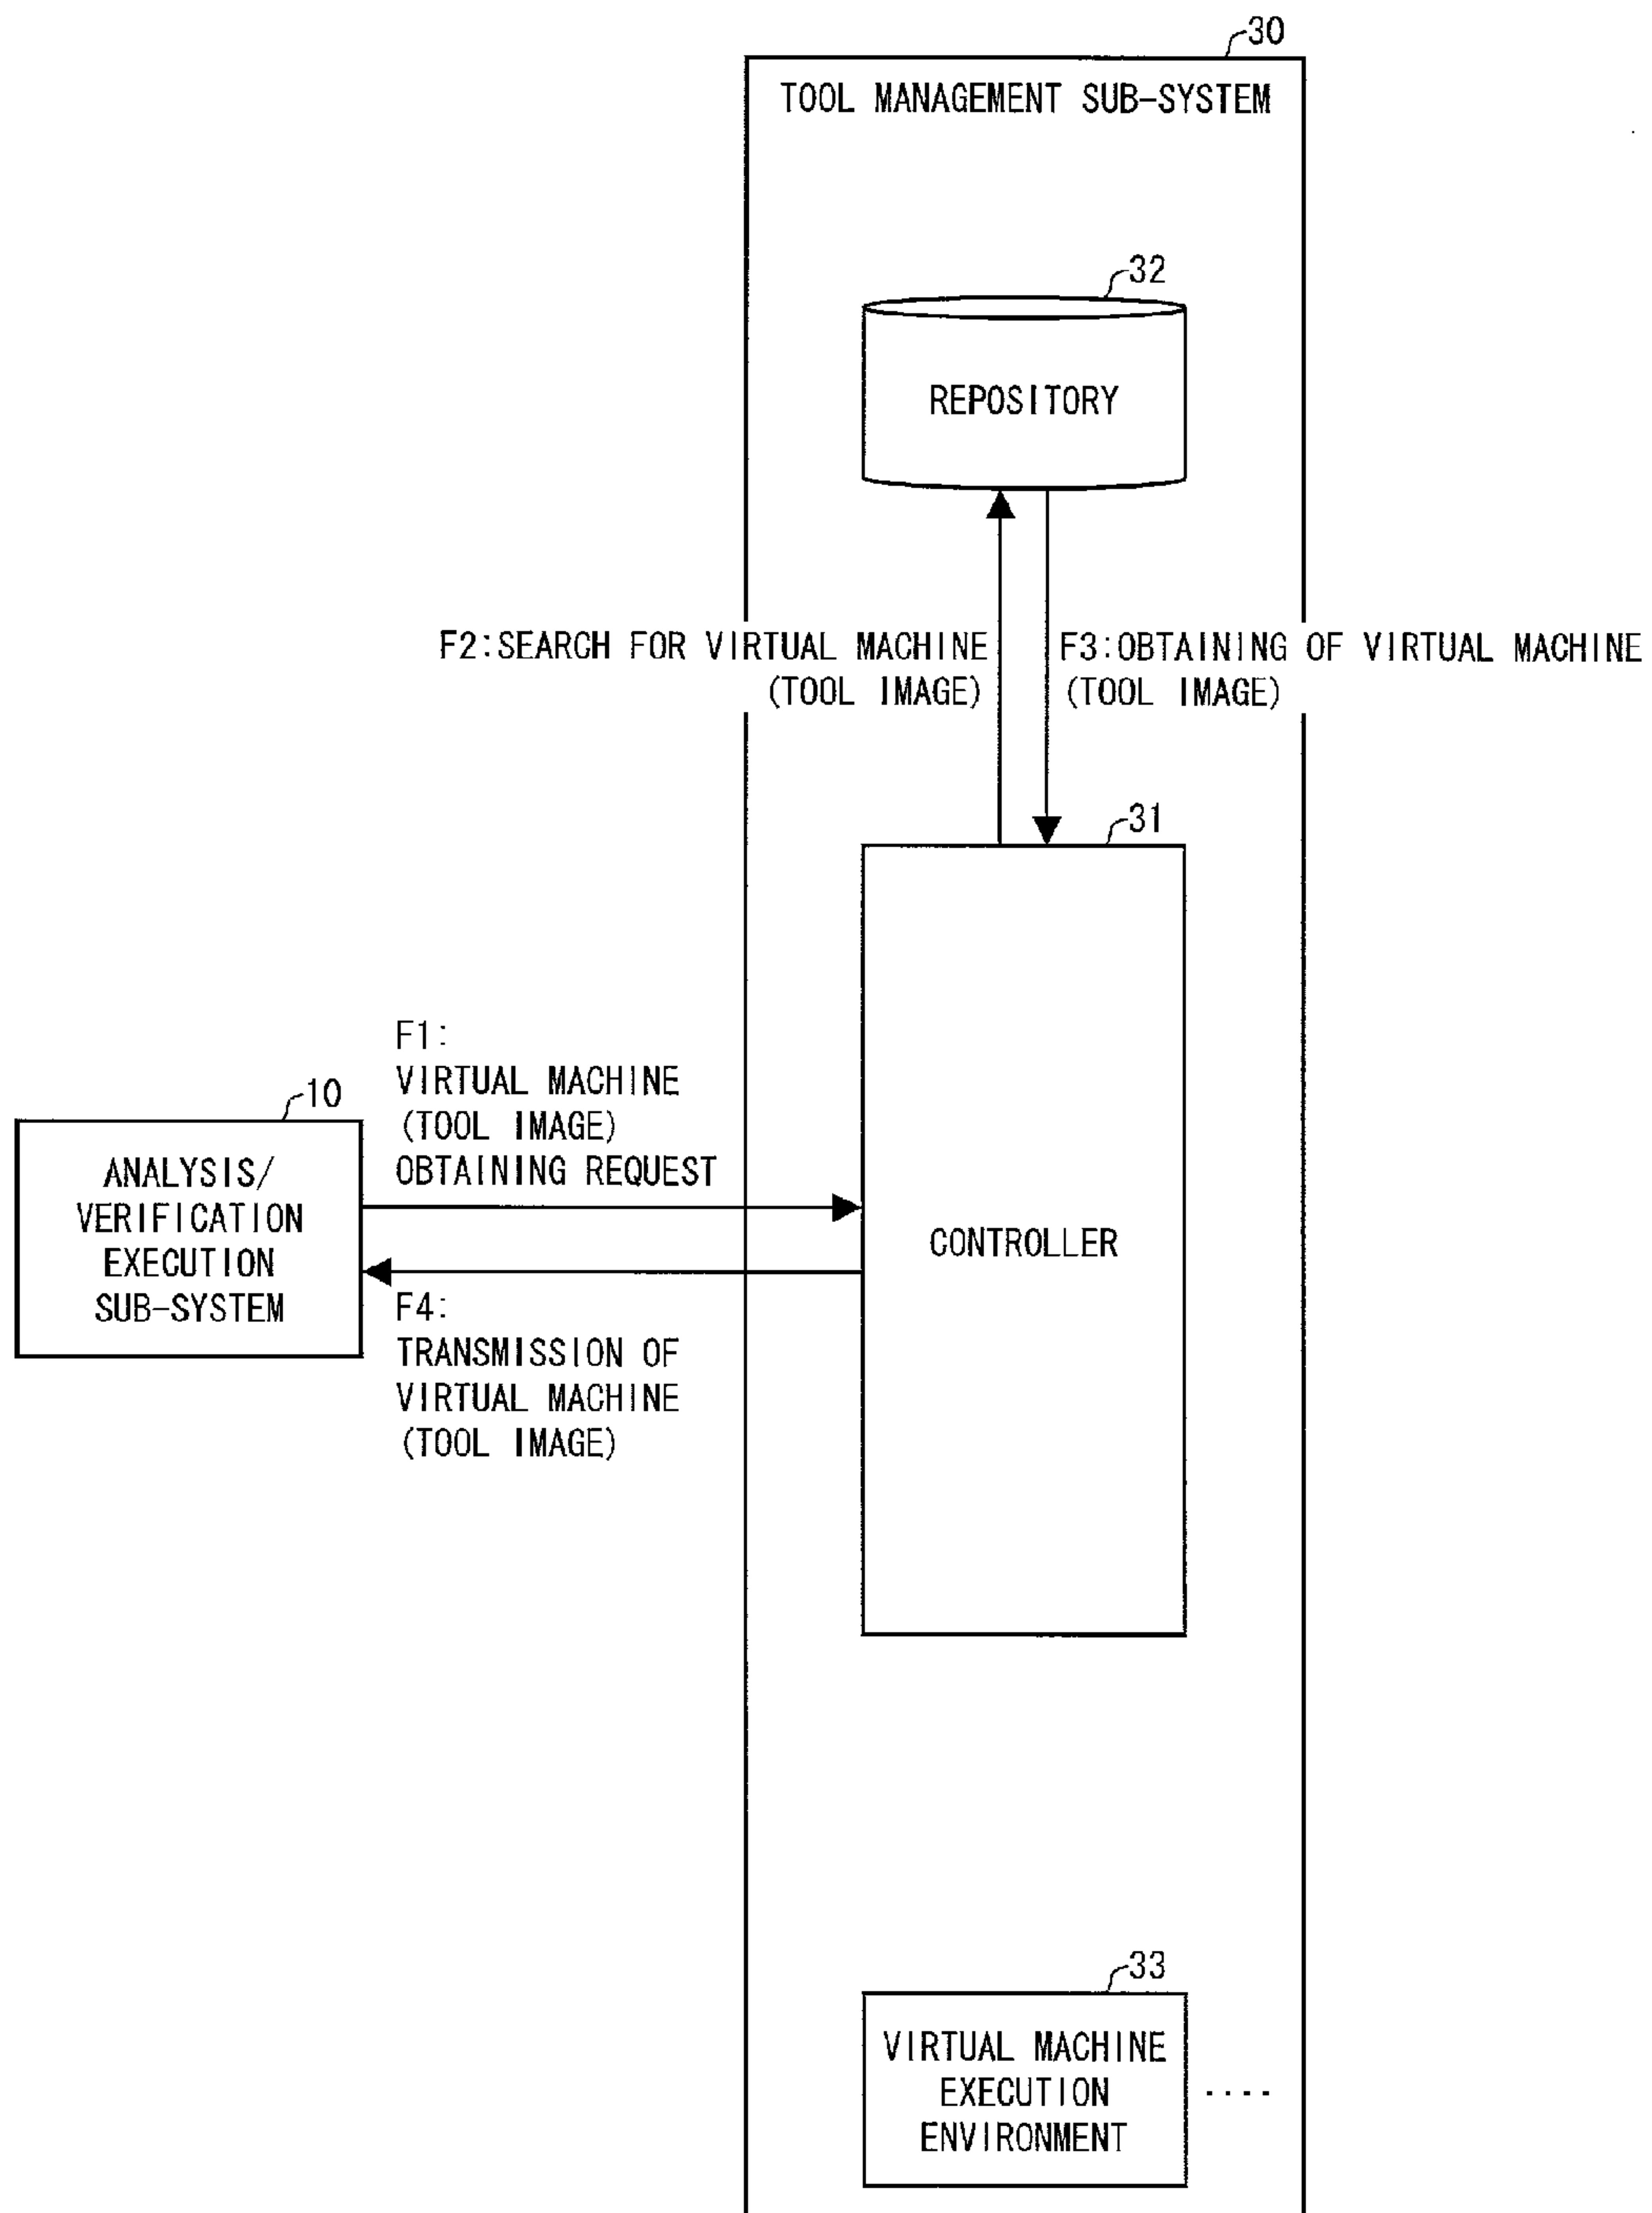 30
TOOL MANAGEMENT SUB-SYSTEM
32
REPOSITORY
F2:SEARCH FOR VIRTUAL MACHINE
(TOOL IMAGE)
F3:OBTAINING OF VIRTUAL MACHINE
(TOOL IMAGE)
31
CONTROLLER
F1:
VIRTUAL MACHINE
(TOOL IMAGE)
OBTAINING REQUEST
10
ANALYSIS/
VERIFICATION
EXECUTION
SUB-SYSTEM
F4:
TRANSMISSION OF
VIRTUAL MACHINE
(TOOL IMAGE)
33
VIRTUAL MACHINE
EXECUTION
ENVIRONMENT
....